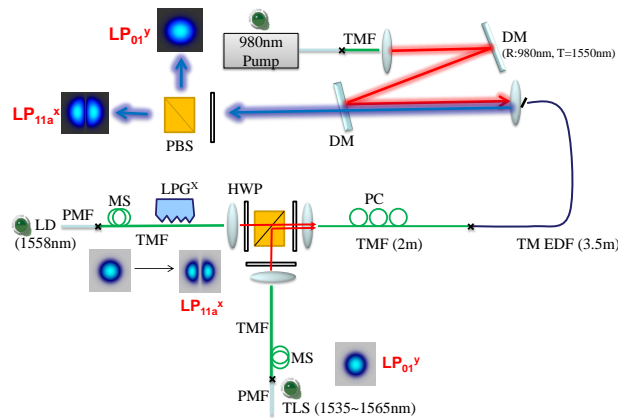 LP01y
980nm
Pump
TMF
DM
(R:980nm, T=1550nm)
LP11ax
PBS
DM
LD
(1558nm)
PMF
MS
LPGX
TMF
HWP
PC
TMF (2m)
TM EDF (3.5m)
LP11ax
TMF
MS
LP01y
PMF
TLS (1535~1565nm)